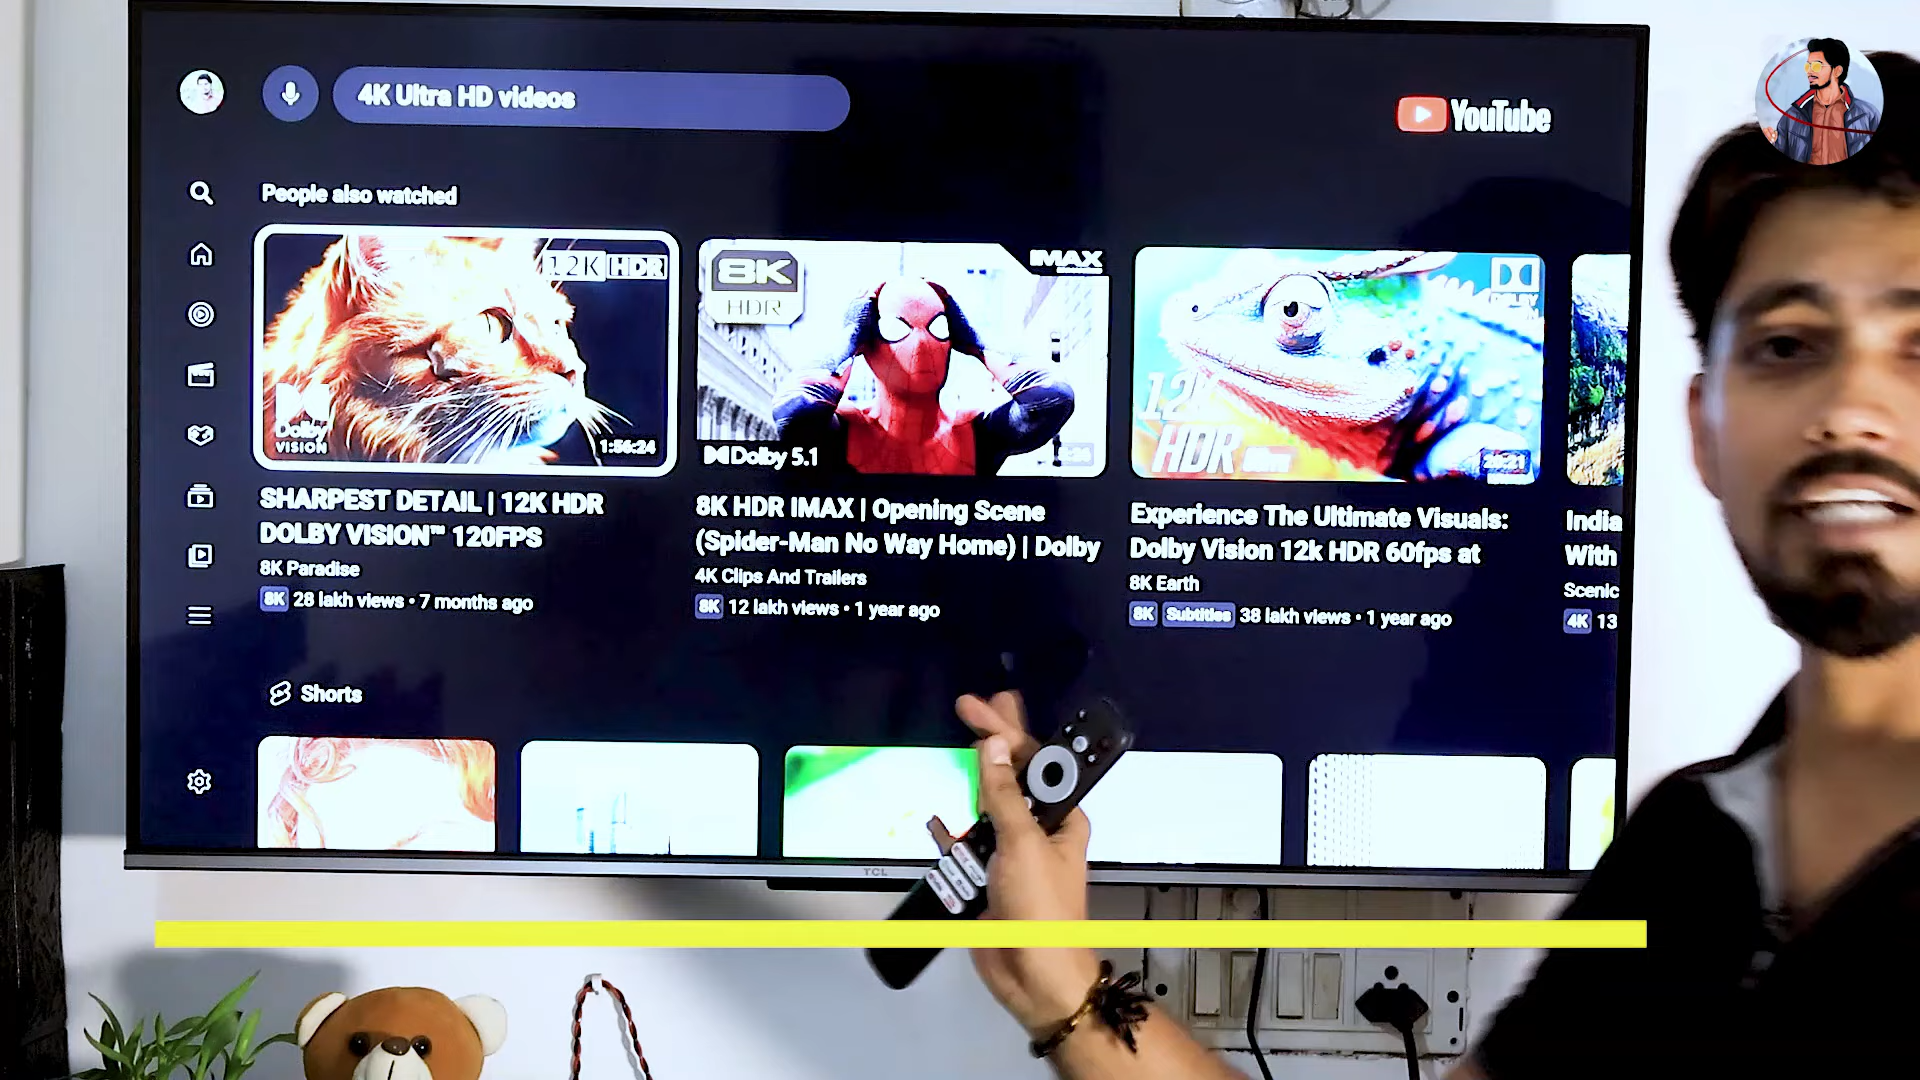 4K Ultra HD videos
YouTube
People also watched
12K HDR
Dolby
VISION
1:56:24
8K
HDR
IMAX
Dolby 5.1
12K
HDR
SHARPEST DETAIL | 12K HDR
DOLBY VISION™ 120FPS
8K Paradise
8K 28 lakh views • 7 months ago
8K HDR IMAX | Opening Scene
(Spider-Man No Way Home) | Dolby
4K Clips And Trailers
8K 12 lakh views • 1 year ago
Experience The Ultimate Visuals:
Dolby Vision 12k HDR 60fps at
8K Earth
8K Subtitles 38 lakh views • 1 year ago
India
With
Scenic
4K 13
Shorts
TCL